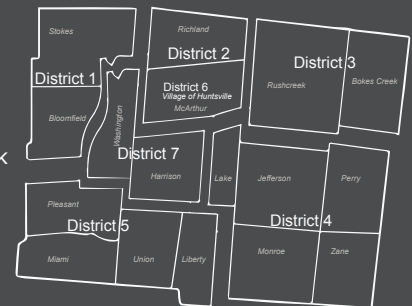 Stokes
Richland
District 2
District 3
District 1
District 6
Village of Huntsville
McArthur
Rushcreek
Bokes Creek
Bloomfield
Washington
District 7
K
Harrison
Lake
Jefferson
Perry
Pleasant
District 5
District 4
Miami
Union
Liberty
Monroe
Zane